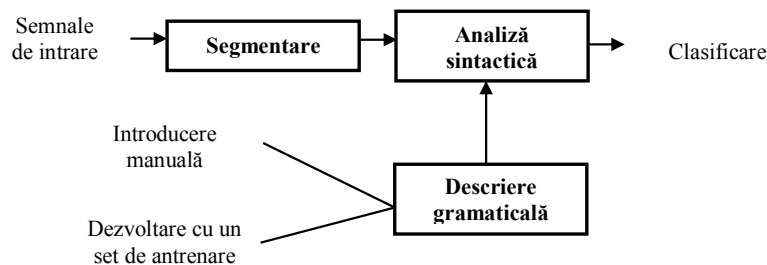 Semnale
de intrare
Segmentare
Analiză
sintactică
Clasificare
Introducere
manuală
Descriere
gramaticală
Dezvoltare cu un
set de antrenare